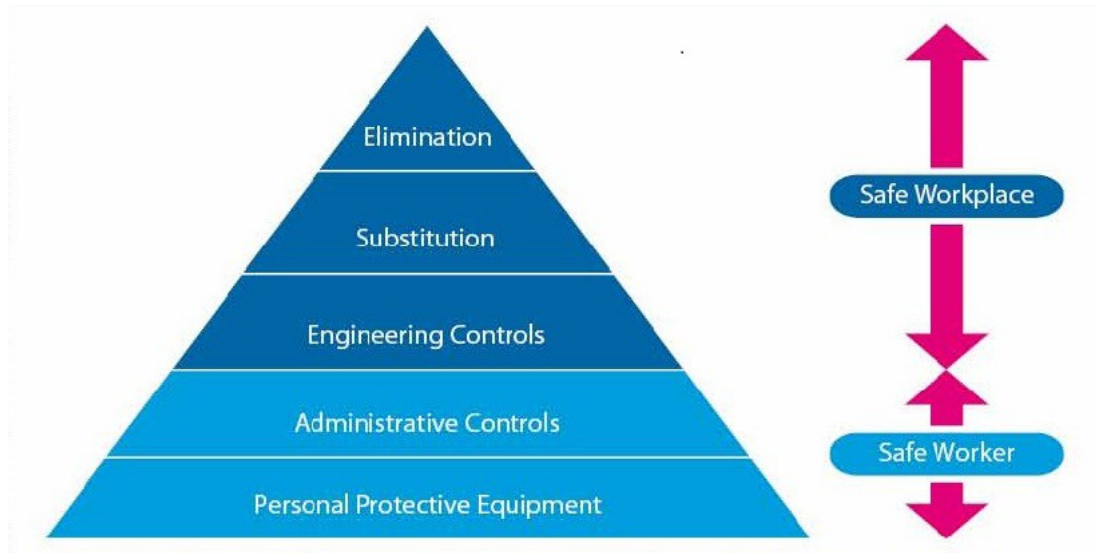 Elimination
Substitution
Engineering Controls
Administrative Controls
Personal Protective Equipment
Safe Workplace
Safe Worker